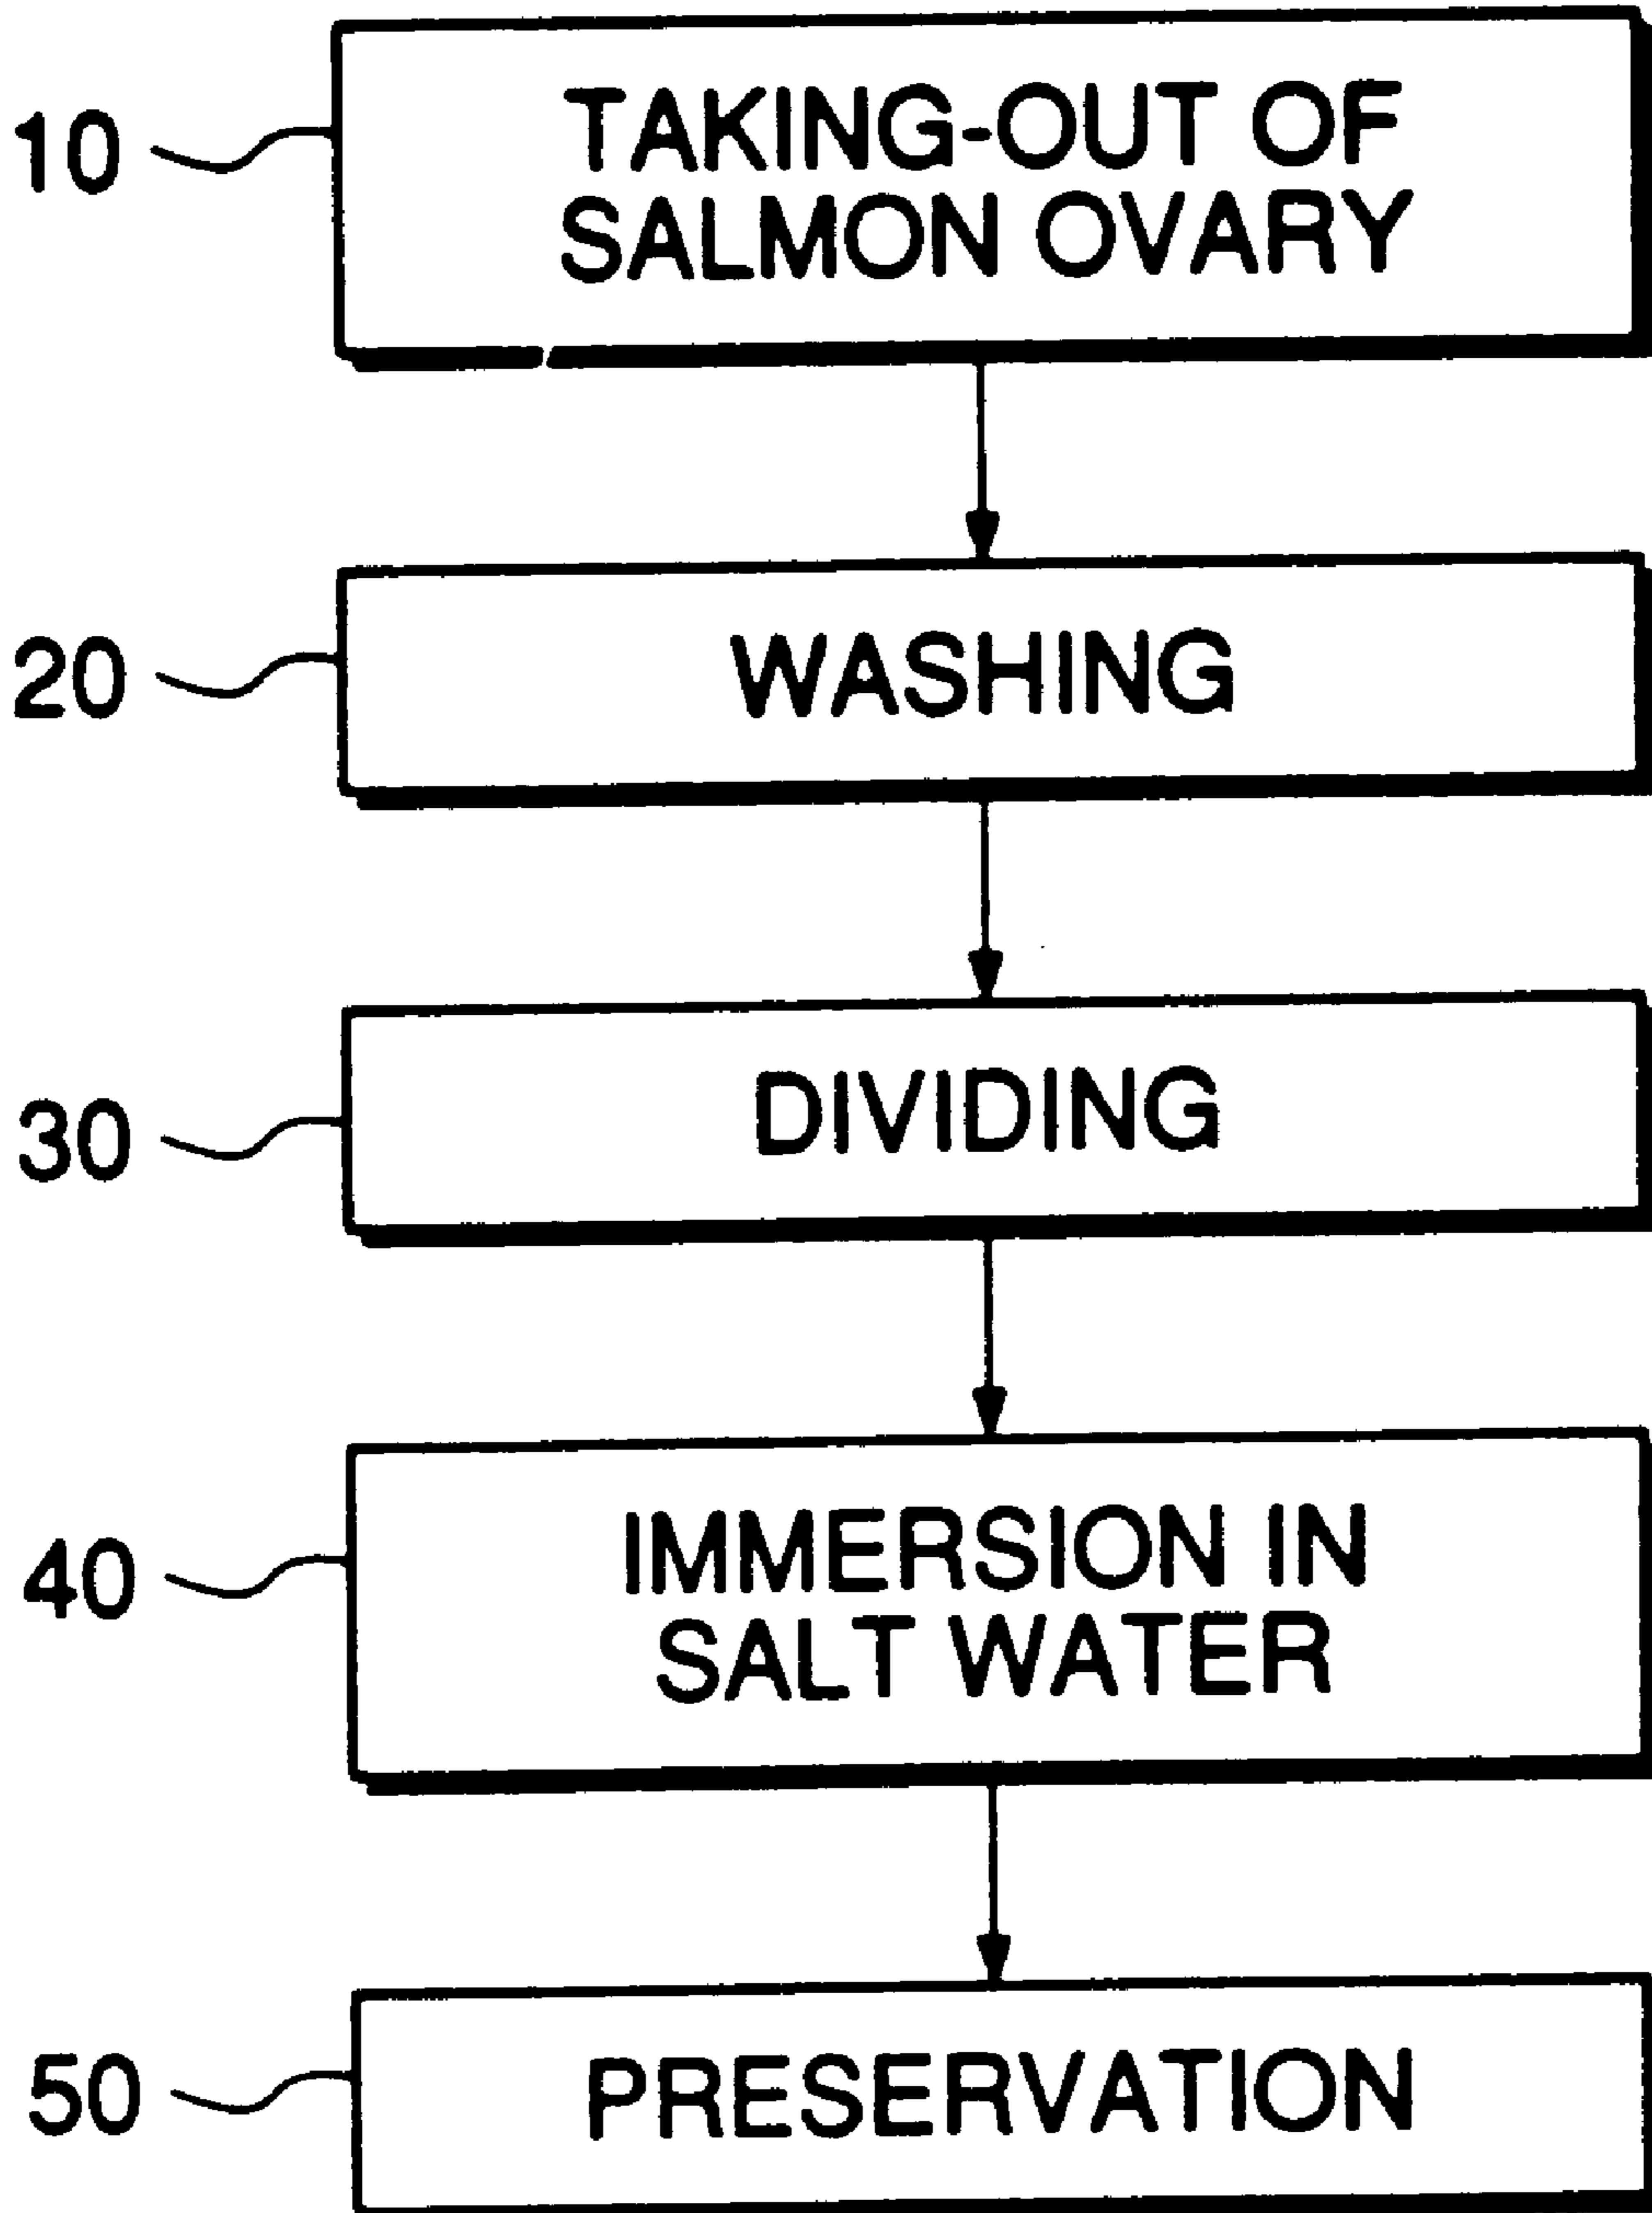 10
TAKING-OUT OF
SALMON OVARY
20
WASHING
30
DIVIDING
40
IMMERSION IN
SALT WATER
50
PRESERVATION